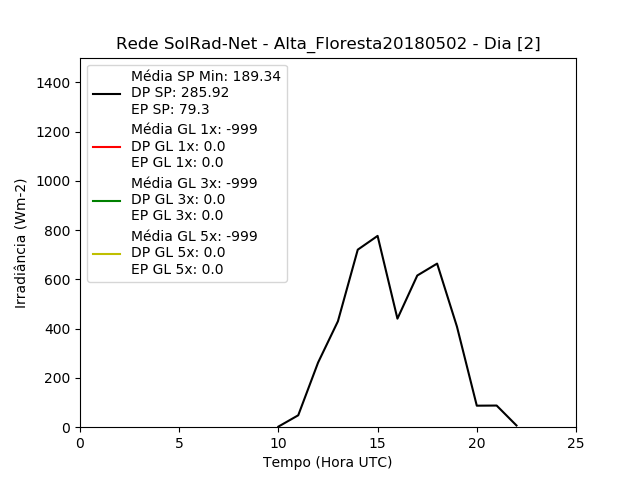 Rede SolRad-Net - Alta_Floresta20180502 - Dia [2]
Média SP Min: 189.34
DP SP: 285.92
EP SP: 79.3
Média GL 1x: -999
DP GL 1x: 0.0
EP GL 1x: 0.0
Média GL 3x: -999
DP GL 3x: 0.0
EP GL 3x: 0.0
Média GL 5x: -999
DP GL 5x: 0.0
EP GL 5x: 0.0
Irradiância (Wm-2)
1400
1200
1000
800
600
400
200
0
0 5 10 15 20 25
Tempo (Hora UTC)